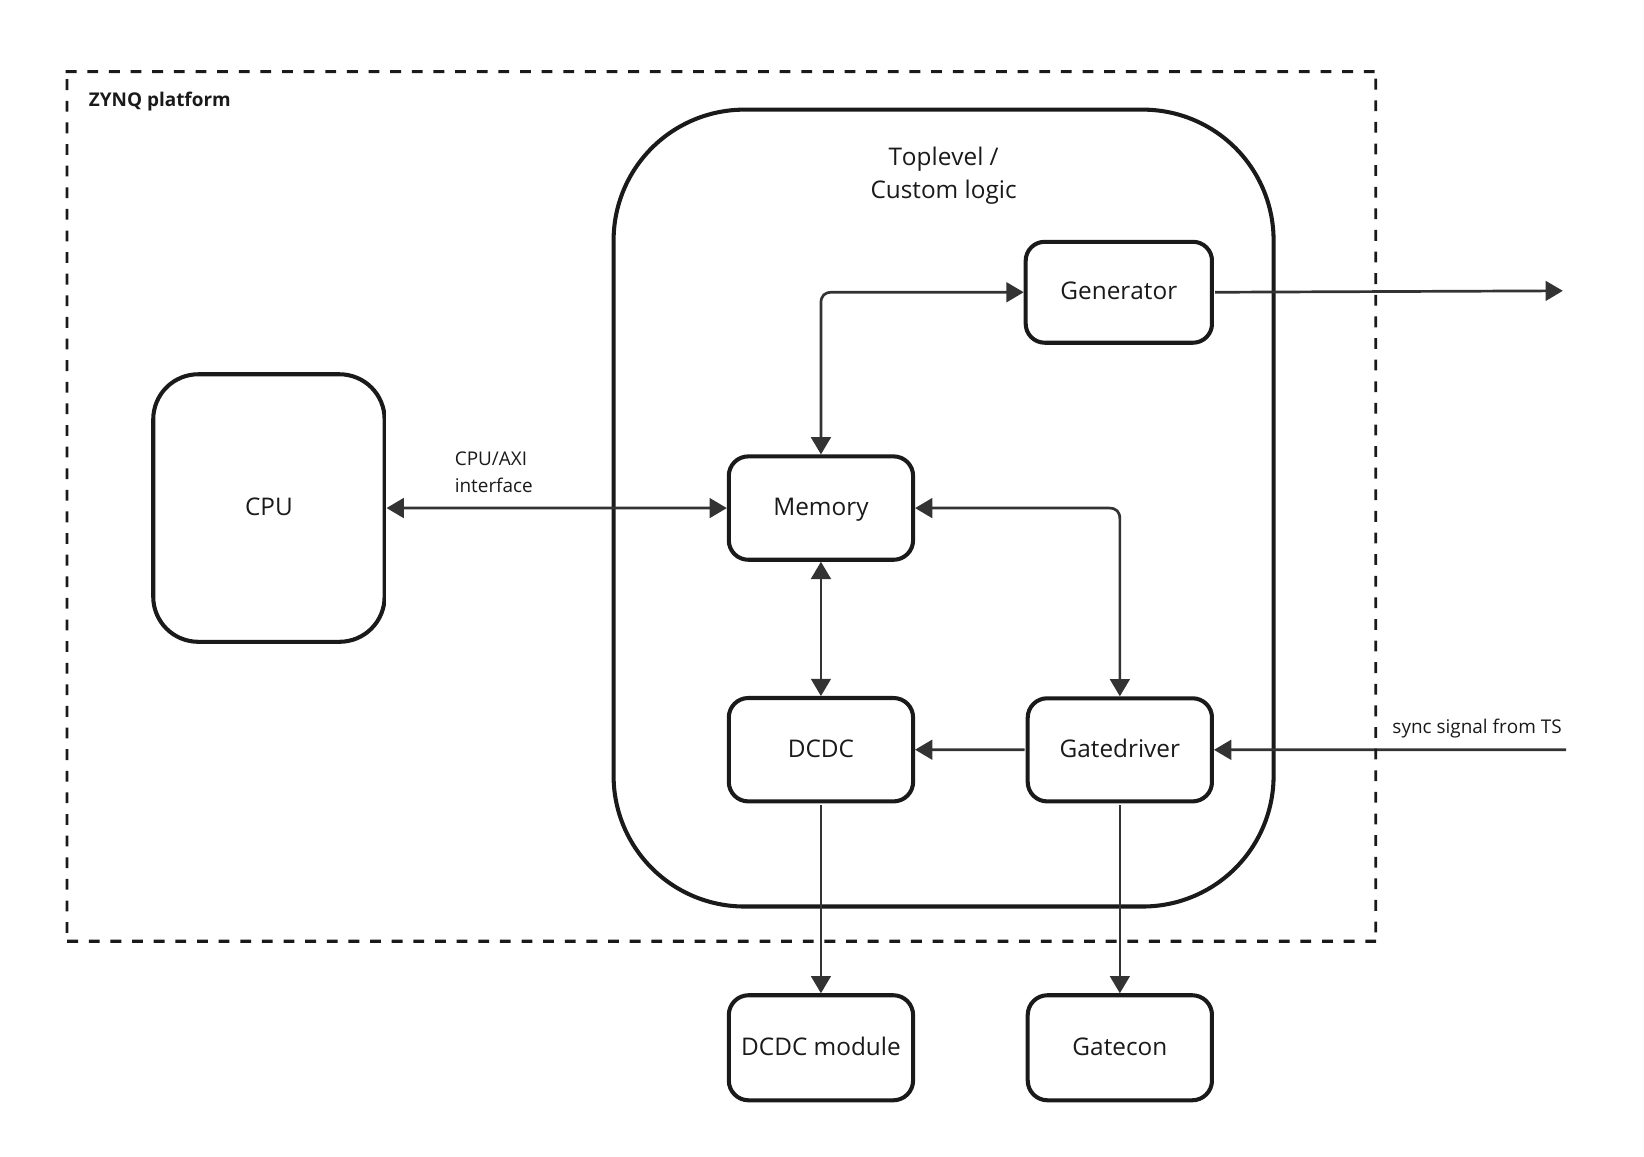 ZYNQ platform
Toplevel /
Custom logic
Generator
CPU/AXI
interface
CPU
Memory
sync signal from TS
DCDC
Gatedriver
DCDC module
Gatecon